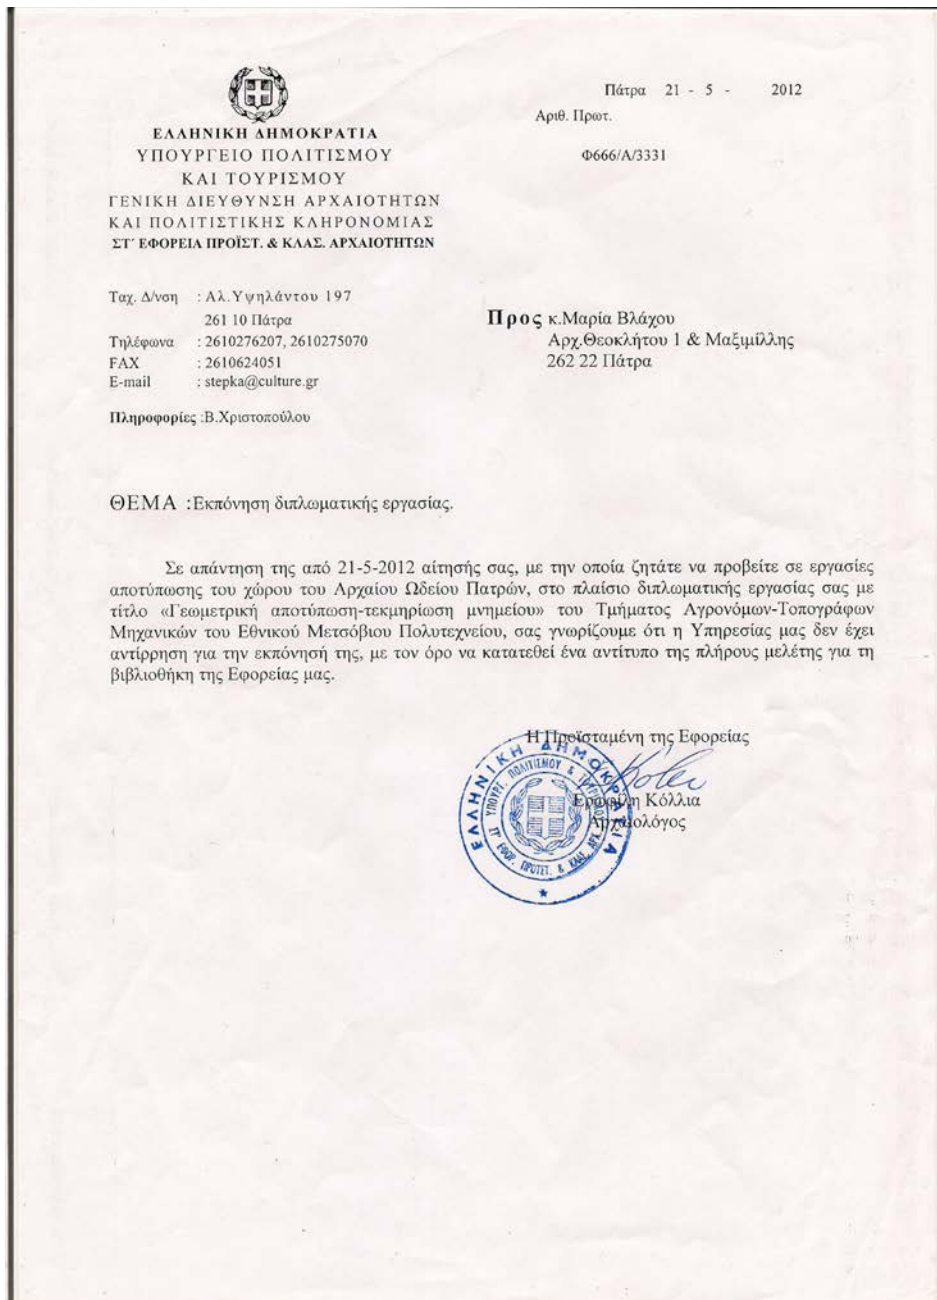 Πάτρα 21 - 5 - 2012
Αριθ. Πρωτ.
Φ666/Α/3331
ΕΛΛΗΝΙΚΗ ΔΗΜΟΚΡΑΤΙΑ
ΥΠΟΥΡΓΕΙΟ ΠΟΛΙΤΙΣΜΟΥ
ΚΑΙ ΤΟΥΡΙΣΜΟΥ
ΓΕΝΙΚΗ ΔΙΕΥΘΥΝΣΗ ΑΡΧΑΙΟΤΗΤΩΝ
ΚΑΙ ΠΟΛΙΤΙΣΤΙΚΗΣ ΚΛΗΡΟΝΟΜΙΑΣ
ΣΤ΄ ΕΦΟΡΕΙΑ ΠΡΟΪΣΤ. & ΚΛΑΣ. ΑΡΧΑΙΟΤΗΤΩΝ
Ταχ. Δ/νση : Αλ.Υψηλάντου 197
261 10 Πάτρα
Τηλέφωνα : 2610276207, 2610275070
FAX : 2610624051
E-mail : stepka@culture.gr
Πληροφορίες :Β.Χριστοπούλου
Προς κ.Μαρία Βλάχου
Αρχ.Θεοκλήτου 1 & Μαξιμίλλης
262 22 Πάτρα
ΘΕΜΑ :Εκπόνηση διπλωματικής εργασίας.
Σε απάντηση της από 21-5-2012 αίτησής σας, με την οποία ζητάτε να προβείτε σε εργασίες
αποτύπωσης του χώρου του Αρχαίου Ωδείου Πατρών, στο πλαίσιο διπλωματικής εργασίας σας με
τίτλο «Γεωμετρική αποτύπωση-τεκμηρίωση μνημείου» του Τμήματος Αγρονόμων-Τοπογράφων
Μηχανικών του Εθνικού Μετσόβιου Πολυτεχνείου, σας γνωρίζουμε ότι η Υπηρεσίας μας δεν έχει
αντίρρηση για την εκπόνησή της, με τον όρο να κατατεθεί ένα αντίτυπο της πλήρους μελέτης για τη
βιβλιοθήκη της Εφορείας μας.
Η Προϊσταμένη της Εφορείας
Ερωφίλη Κόλλια
Αρχαιολόγος
ΕΛΛΗΝΙΚΗ ΔΗΜΟΚΡΑΤΙΑ